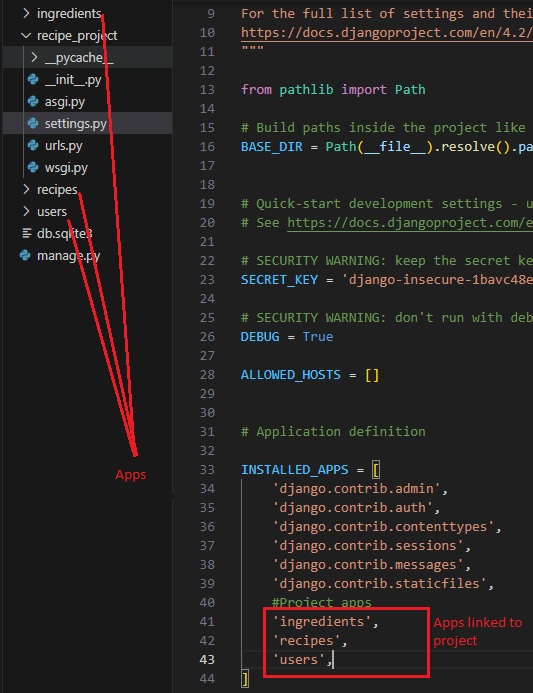 > ingredients
recipe_project
> __pycache__
__init__.py
asgi.py
settings.py
urls.py
wsgi.py
> recipes
> users
db.sqlite3
manage.py
Apps
9 For the full list of settings and thei
10 https://docs.djangoproject.com/en/4.2/
11 """
12
13 from pathlib import Path
14
15 # Build paths inside the project like
16 BASE_DIR = Path(__file__).resolve().pa
17
18
19 # Quick-start development settings - u
20 # See https://docs.djangoproject.com/e
21
22 # SECURITY WARNING: keep the secret ke
23 SECRET_KEY = 'django-insecure-1bavc48e
24
25 # SECURITY WARNING: don't run with deb
26 DEBUG = True
27
28 ALLOWED_HOSTS = []
29
30
31 # Application definition
32
33 INSTALLED_APPS = [
34 'django.contrib.admin',
35 'django.contrib.auth',
36 'django.contrib.contenttypes',
37 'django.contrib.sessions',
38 'django.contrib.messages',
39 'django.contrib.staticfiles',
40 #Project apps
41 'ingredients',
42 'recipes',
43 'users',
44 ]
Apps linked to
project